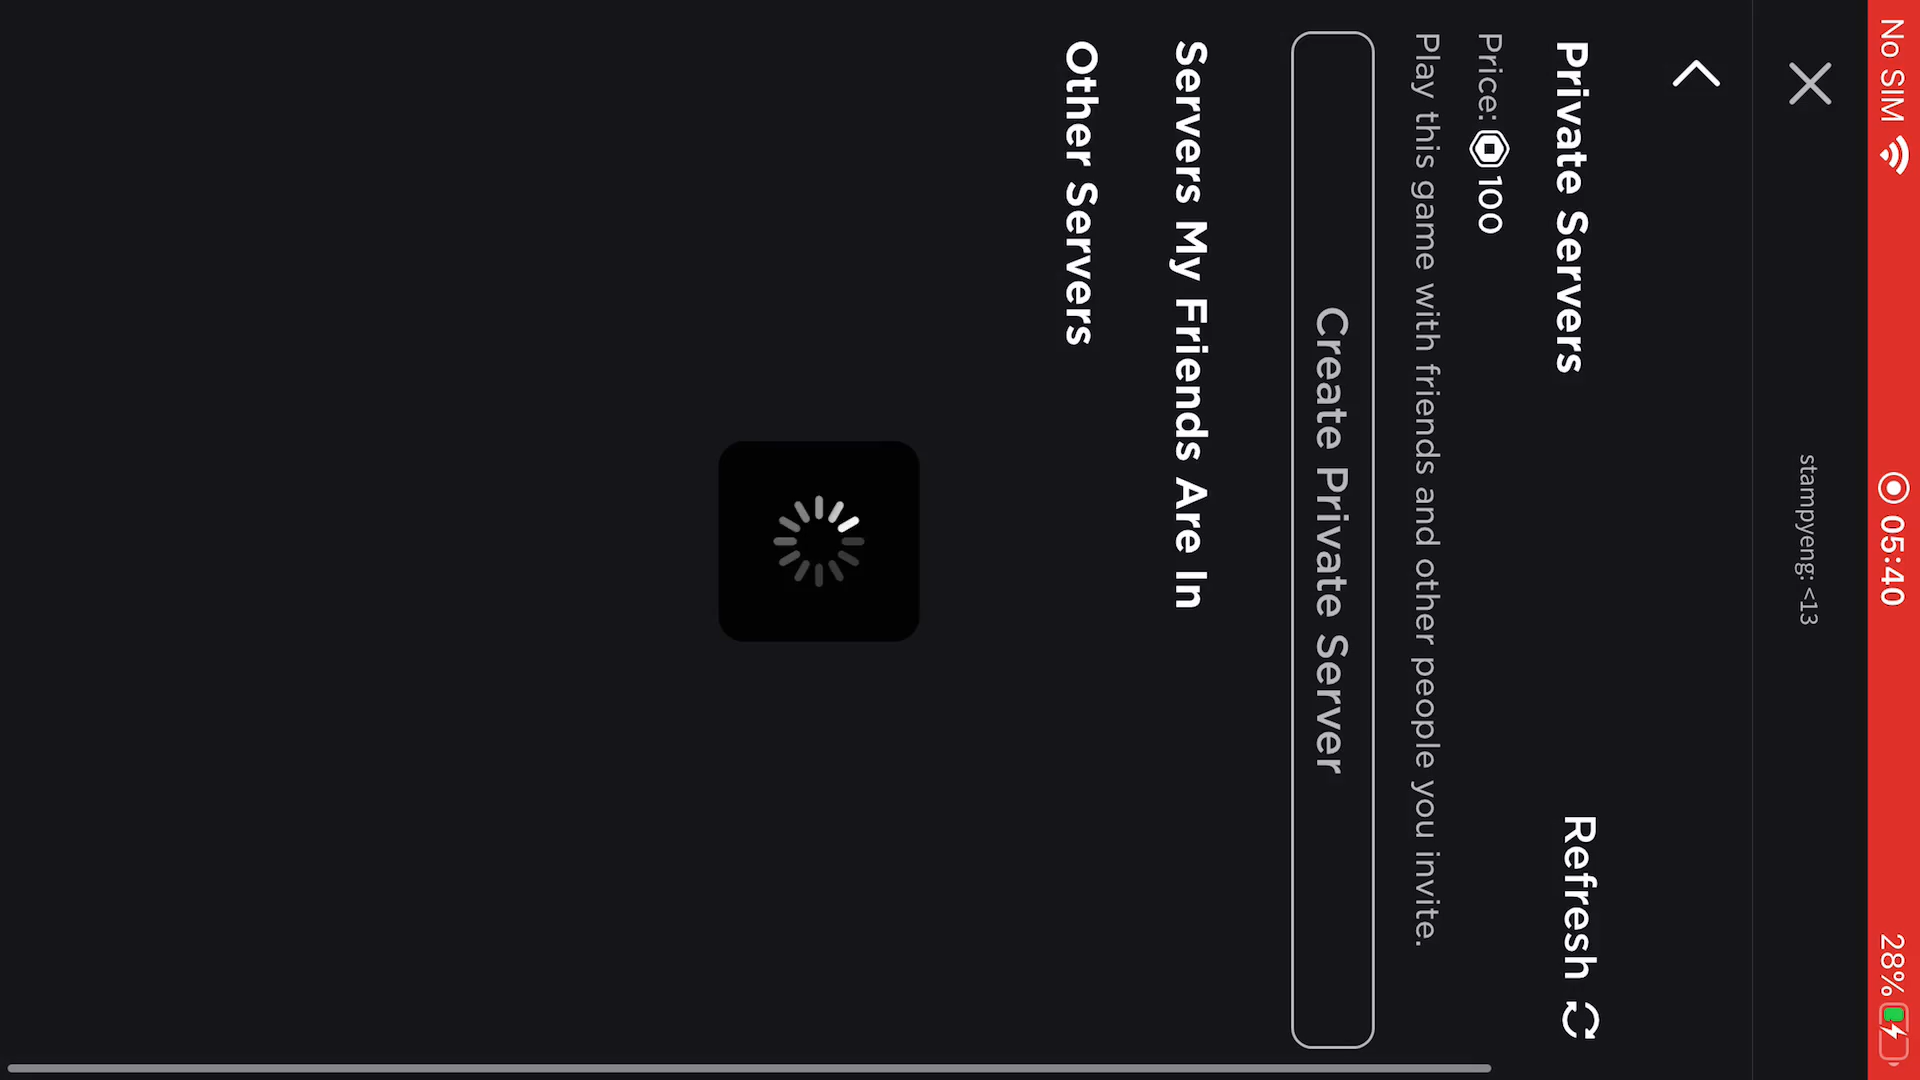 No SIM 05:40 28%
stampyeng: <13
Private Servers Refresh
Price: 100
Play this game with friends and other people you invite.
Create Private Server
Servers My Friends Are In
Other Servers